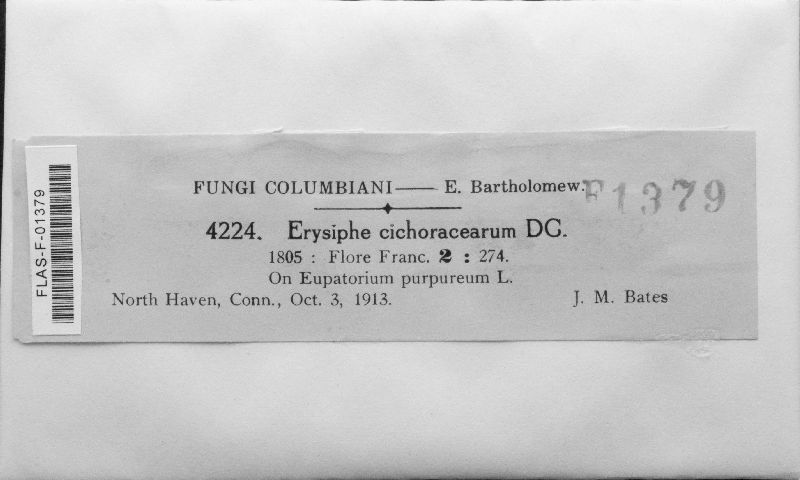 FUNGI COLUMBIANI—— E. Bartholomew.
F1379
4224. Erysiphe cichoracearum DC.
1805 : Flore Franc. 2 : 274.
On Eupatorium purpureum L.
North Haven, Conn., Oct. 3, 1913. J. M. Bates
FLAS-F-01379